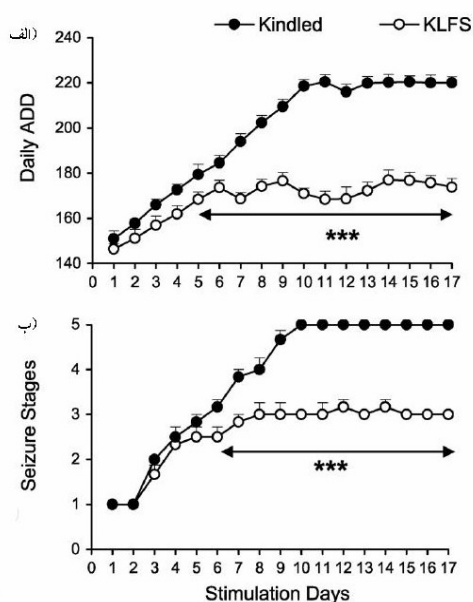 Kindled KLFS
الف)
Daily ADD
240
220
200
180
160
140
***
0 1 2 3 4 5 6 7 8 9 10 11 12 13 14 15 16 17
ب)
Seizure Stages
5
4
3
2
1
0
***
0 1 2 3 4 5 6 7 8 9 10 11 12 13 14 15 16 17
Stimulation Days